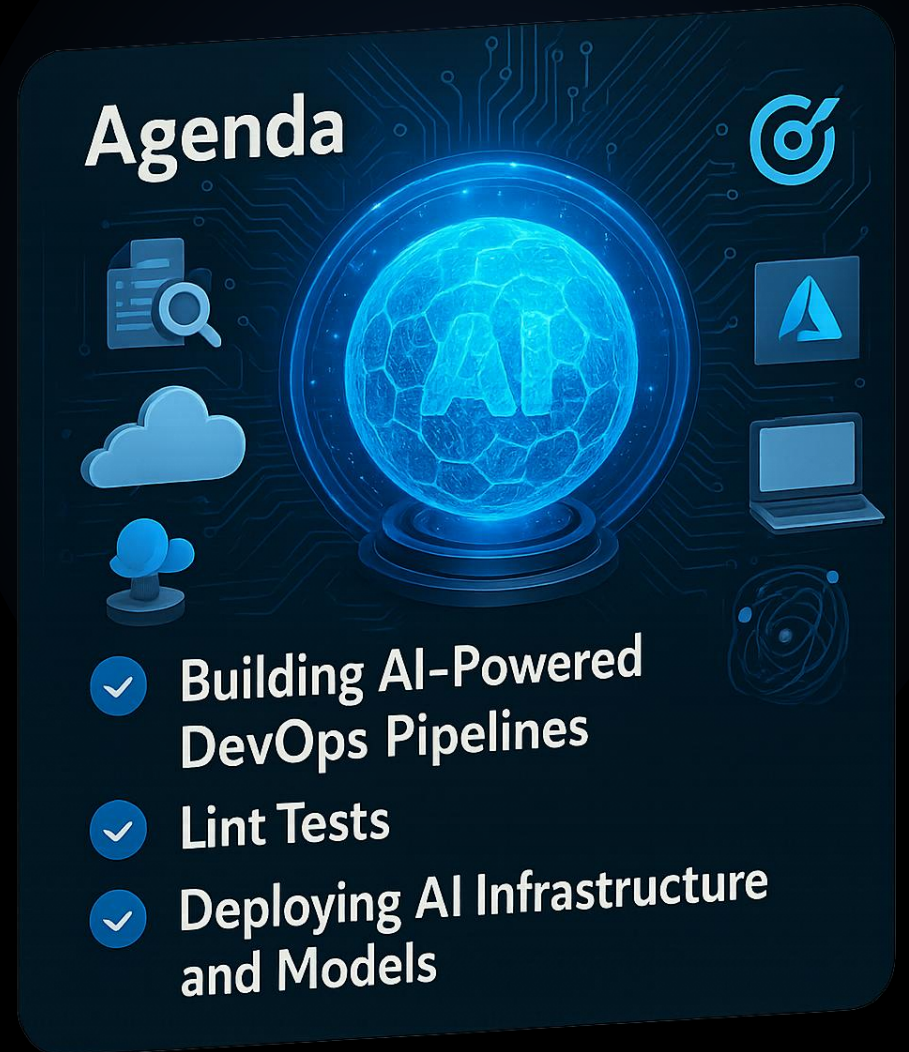 Agenda
AI
Building AI-Powered
DevOps Pipelines
Lint Tests
Deploying AI Infrastructure
and Models